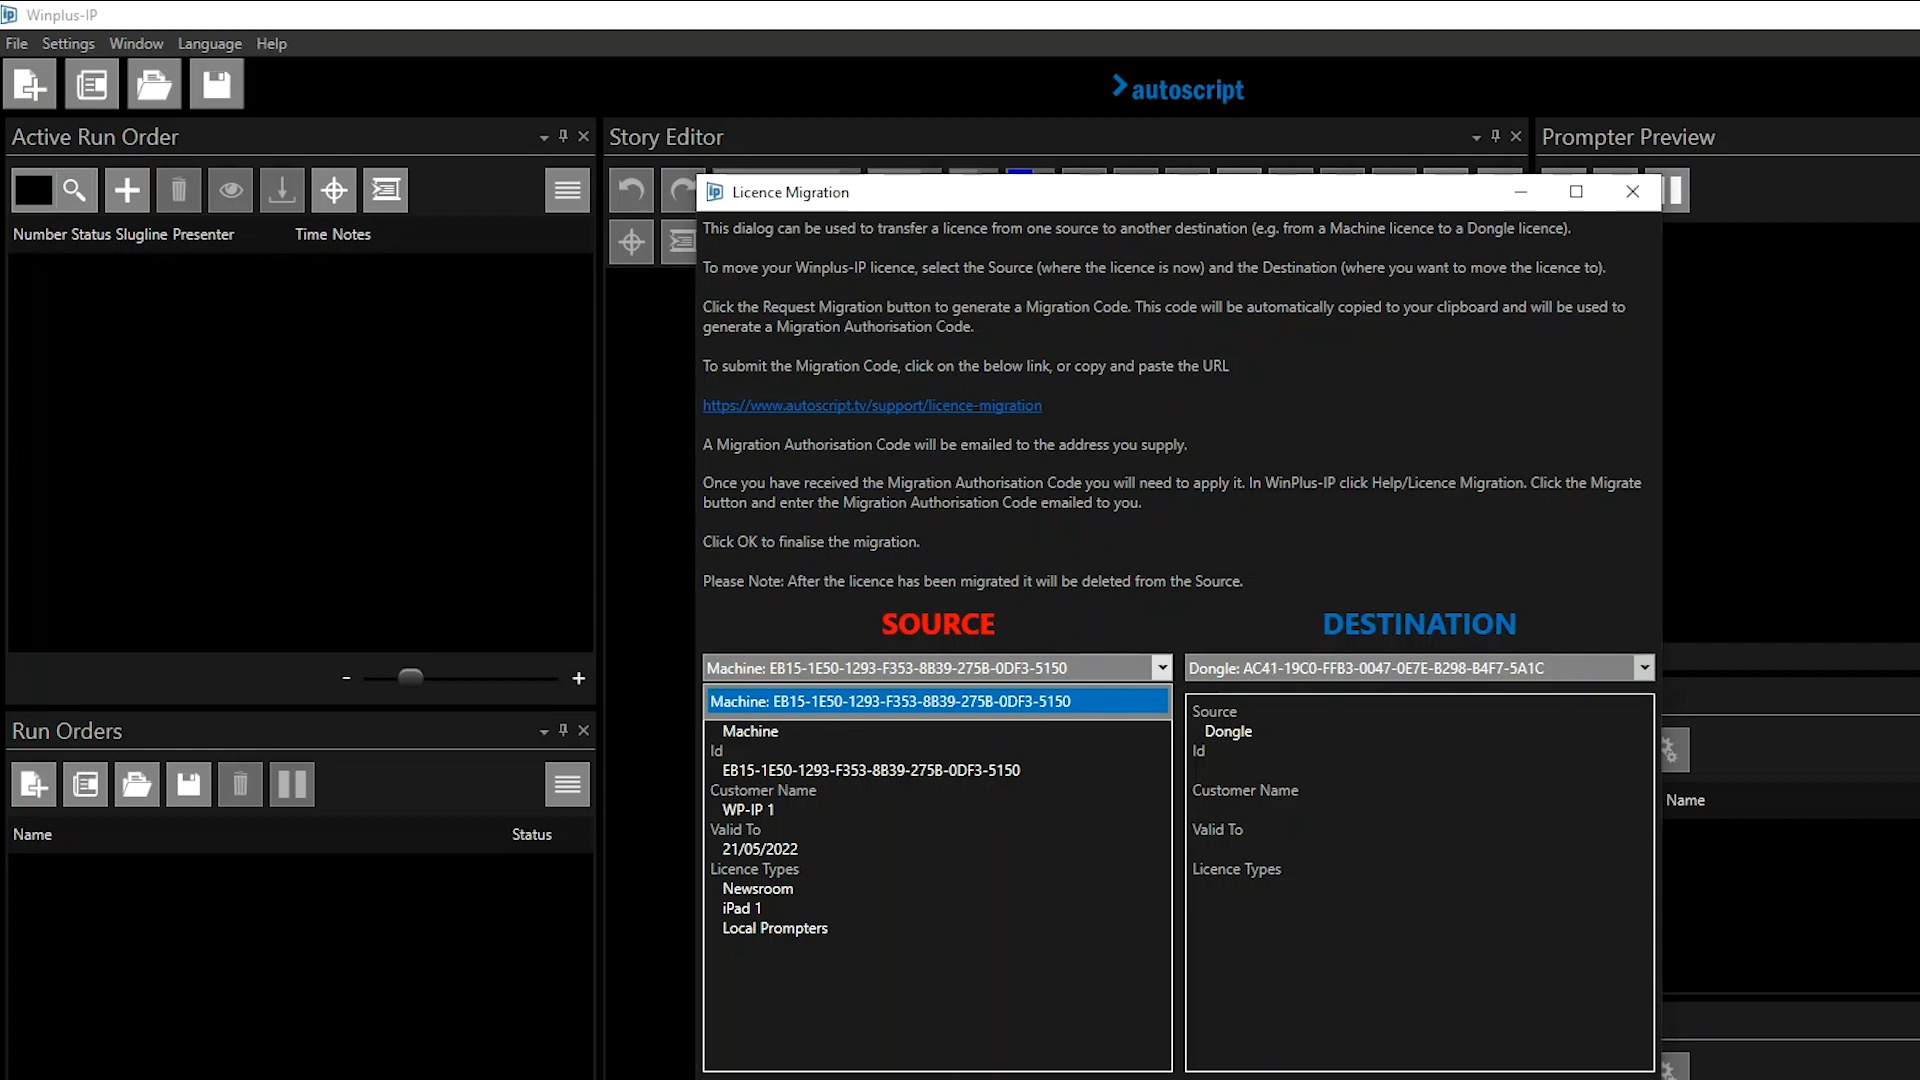 Winplus-IP
File Settings Window Language Help
autoscript
Active Run Order
Story Editor
Prompter Preview
Number Status Slugline Presenter Time Notes
Licence Migration
This dialog can be used to transfer a licence from one source to another destination (e.g. from a Machine licence to a Dongle licence).
To move your Winplus-IP licence, select the Source (where the licence is now) and the Destination (where you want to move the licence to).
Click the Request Migration button to generate a Migration Code. This code will be automatically copied to your clipboard and will be used to
generate a Migration Authorisation Code.
To submit the Migration Code, click on the below link, or copy and paste the URL
https://www.autoscript.tv/support/licence-migration
A Migration Authorisation Code will be emailed to the address you supply.
Once you have received the Migration Authorisation Code you will need to apply it. In WinPlus-IP click Help/Licence Migration. Click the Migrate
button and enter the Migration Authorisation Code emailed to you.
Click OK to finalise the migration.
Please Note: After the licence has been migrated it will be deleted from the Source.
SOURCE
Machine: EB15-1E50-1293-F353-8B39-275B-0DF3-5150
Machine: EB15-1E50-1293-F353-8B39-275B-0DF3-5150
Machine
Id
EB15-1E50-1293-F353-8B39-275B-0DF3-5150
Customer Name
WP-IP 1
Valid To
21/05/2022
Licence Types
Newsroom
iPad 1
Local Prompters
DESTINATION
Dongle: AC41-19C0-FFB3-0047-0E7E-B298-B4F7-5A1C
Source
Dongle
Id
Customer Name
Valid To
Licence Types
Run Orders
Name Status
Name